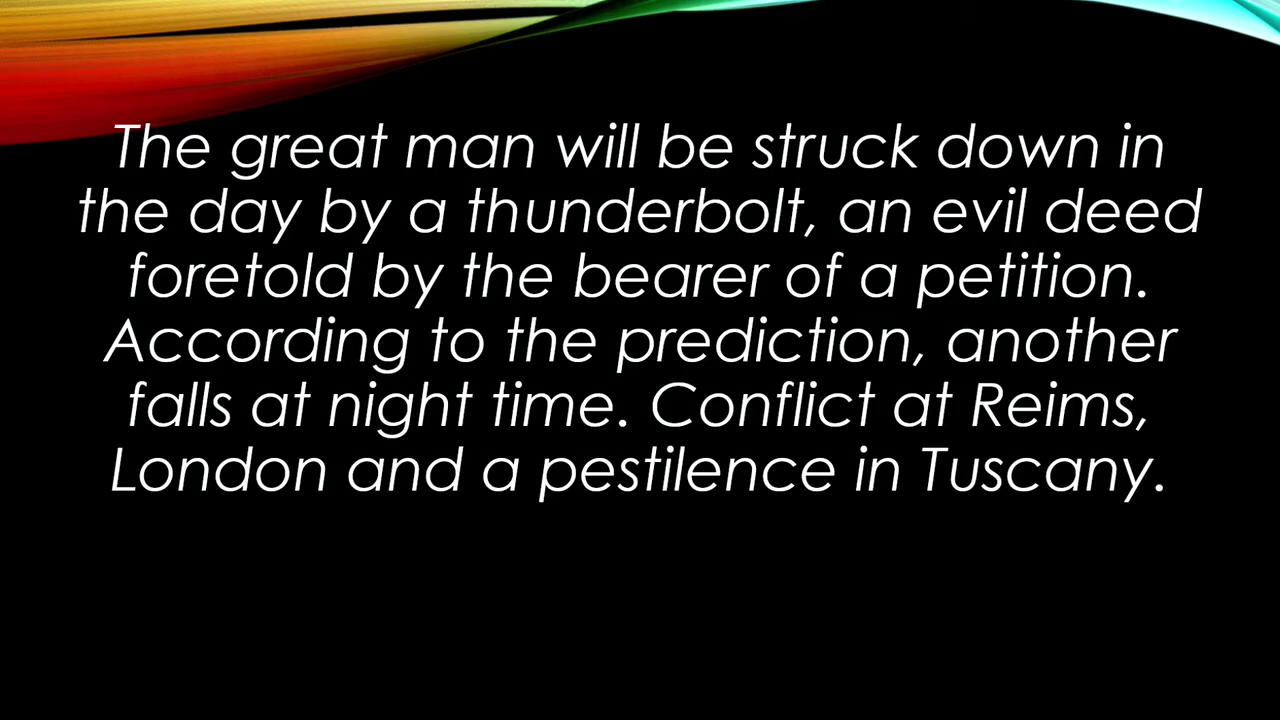 The great man will be struck down in
the day by a thunderbolt, an evil deed
foretold by the bearer of a petition.
According to the prediction, another
falls at night time. Conflict at Reims,
London and a pestilence in Tuscany.